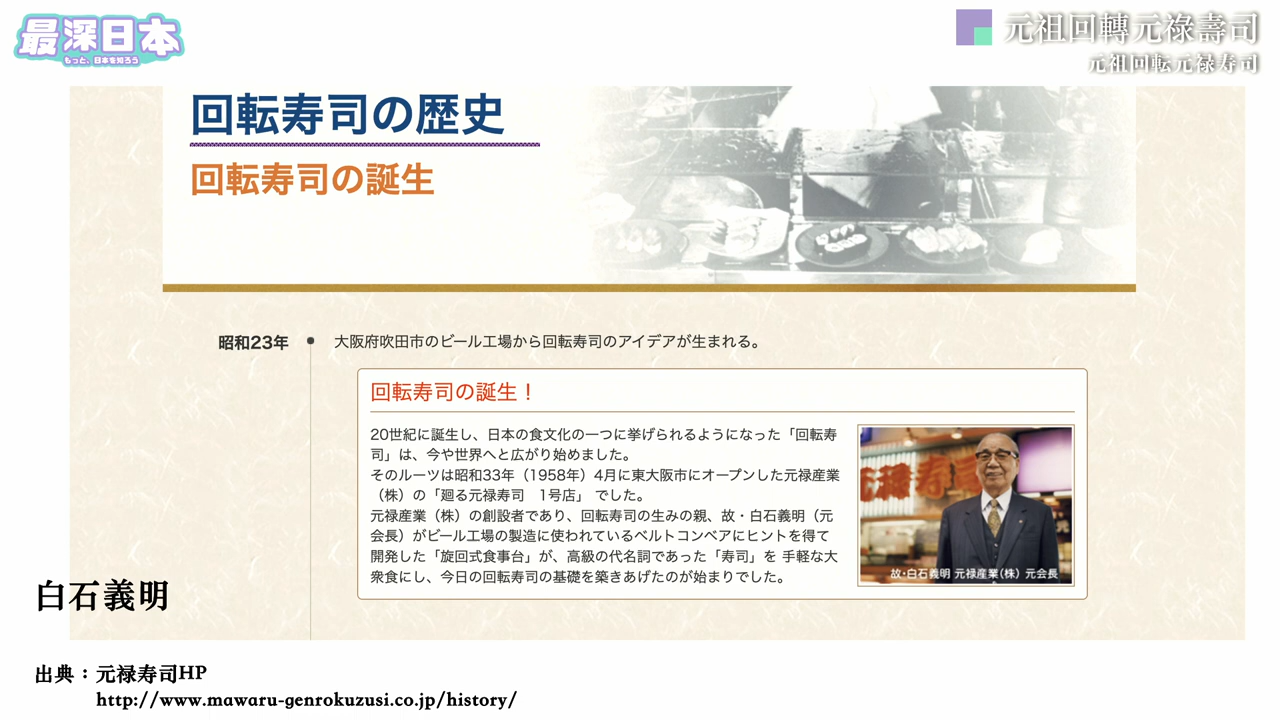 最深日本
もっと、日本を知ろう
元祖回轉元祿壽司
元祖回転元禄寿司
回転寿司の歴史
回転寿司の誕生
昭和23年
大阪府吹田市のビール工場から回転寿司のアイデアが生まれる。
回転寿司の誕生！
20世紀に誕生し、日本の食文化の一つに挙げられるようになった「回転寿
司」は、今や世界へと広がり始めました。
そのルーツは昭和33年（1958年）4月に東大阪市にオープンした元禄産業
（株）の「廻る元禄寿司　1号店」 でした。
元禄産業（株）の創設者であり、回転寿司の生みの親、故・白石義明（元
会長）がビール工場の製造に使われているベルトコンベアにヒントを得て
開発した「旋回式食事台」が、高級の代名詞であった「寿司」を 手軽な大
衆食にし、今日の回転寿司の基礎を築きあげたのが始まりでした。
禄寿司
故・白石義明 元禄産業（株） 元会長
白石義明
出典：元禄寿司HP
http://www.mawaru-genrokuzusi.co.jp/history/